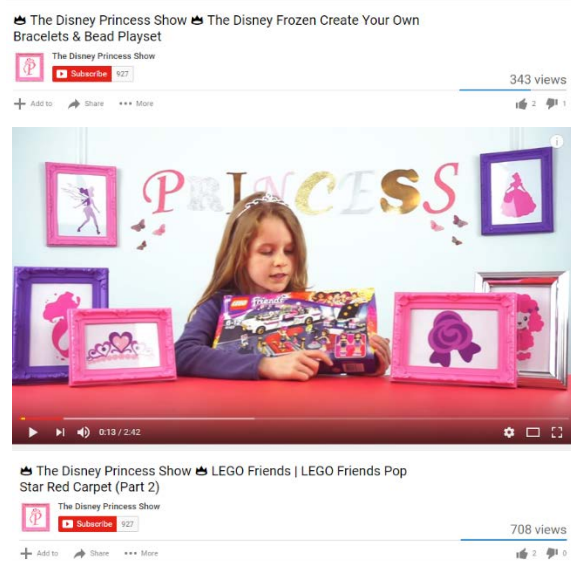 The Disney Princess Show The Disney Frozen Create Your Own
Bracelets & Bead Playset
The Disney Princess Show
Subscribe 927
343 views
Add to Share More
2 1
PRINCESS
LEGO Friends
0:13 / 2:42
The Disney Princess Show LEGO Friends | LEGO Friends Pop
Star Red Carpet (Part 2)
The Disney Princess Show
Subscribe 927
708 views
Add to Share More
2 0